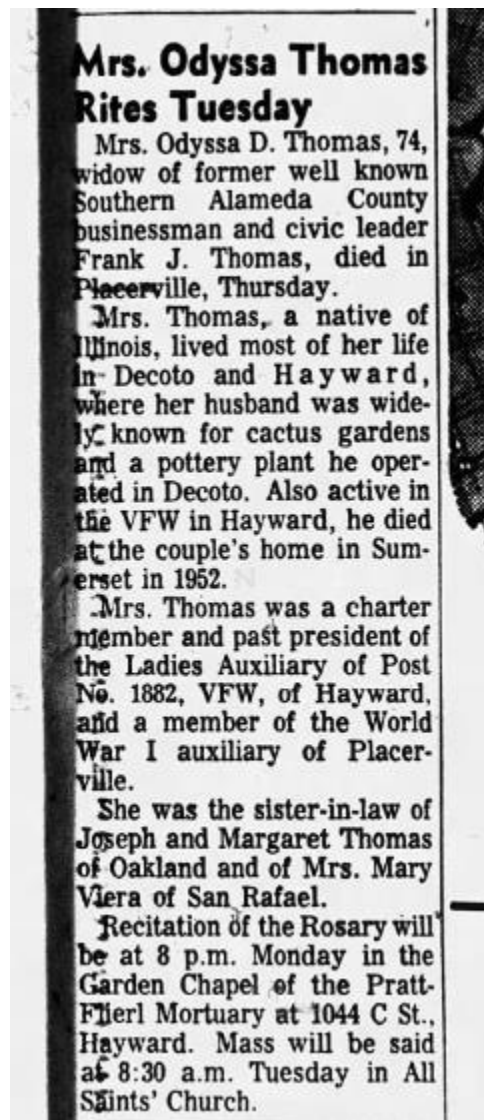 Mrs. Odyssa Thomas
Rites Tuesday
Mrs. Odyssa D. Thomas, 74,
widow of former well known
Southern Alameda County
businessman and civic leader
Frank J. Thomas, died in
Placerville, Thursday.
Mrs. Thomas, a native of
Illinois, lived most of her life
in Decoto and Hayward,
where her husband was wide-
ly known for cactus gardens
and a pottery plant he oper-
ated in Decoto. Also active in
the VFW in Hayward, he died
at the couple's home in Som-
erset in 1952.
Mrs. Thomas was a charter
member and past president of
the Ladies Auxiliary of Post
No. 1882, VFW, of Hayward,
and a member of the World
War I auxiliary of Placer-
ville.
She was the sister-in-law of
Joseph and Margaret Thomas
of Oakland and of Mrs. Mary
Viera of San Rafael.
Recitation of the Rosary will
be at 8 p.m. Monday in the
Garden Chapel of the Pratt-
Flierl Mortuary at 1044 C St.,
Hayward. Mass will be said
at 8:30 a.m. Tuesday in All
Saints' Church.